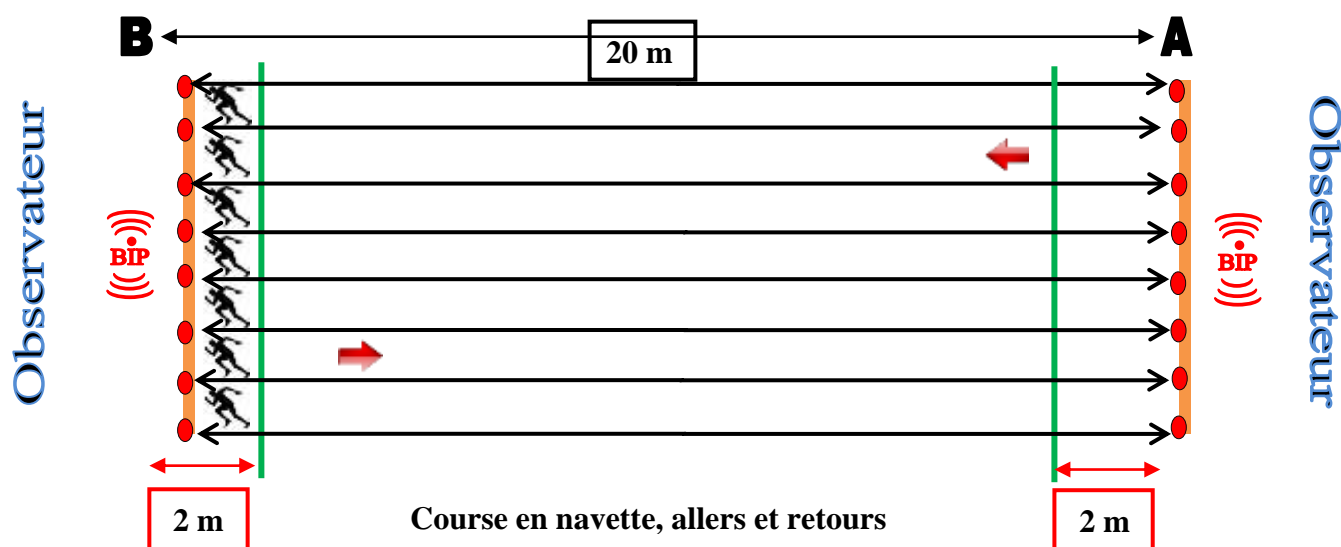 B
20 m
A
Observateur
BIP
BIP
Observateur
2 m
Course en navette, allers et retours
2 m